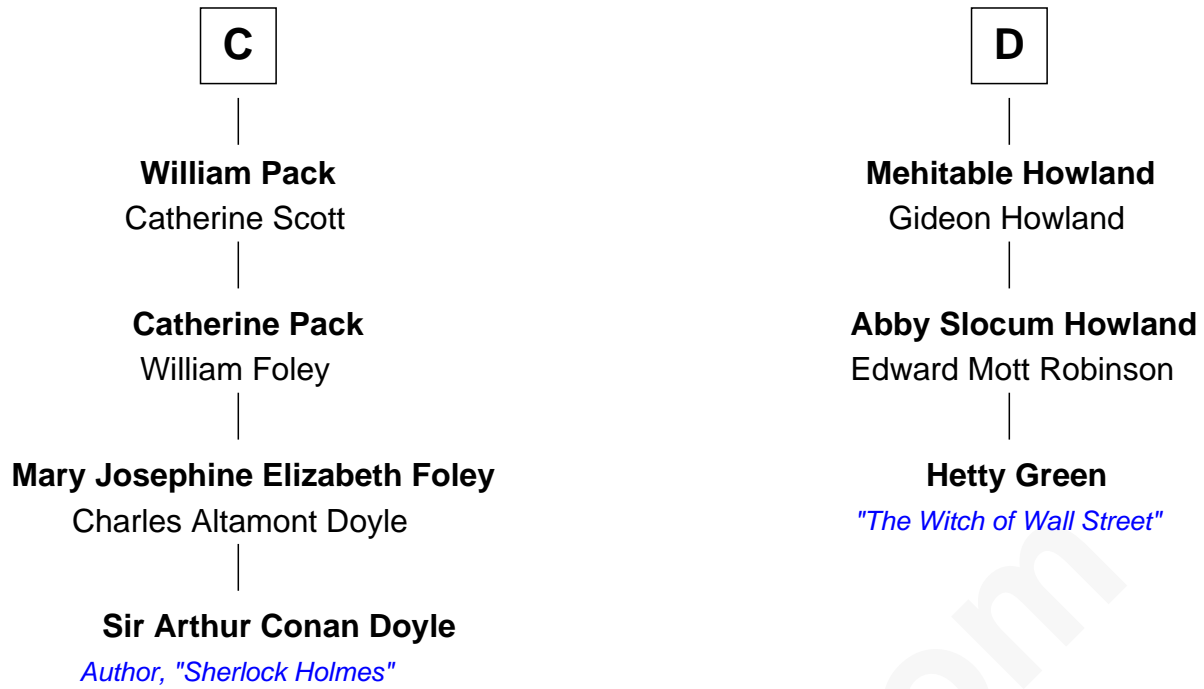 C
William Pack
Catherine Scott
Catherine Pack
William Foley
Mary Josephine Elizabeth Foley
Charles Altamont Doyle
Sir Arthur Conan Doyle
Author, "Sherlock Holmes"
D
Mehitable Howland
Gideon Howland
Abby Slocum Howland
Edward Mott Robinson
Hetty Green
"The Witch of Wall Street"
om